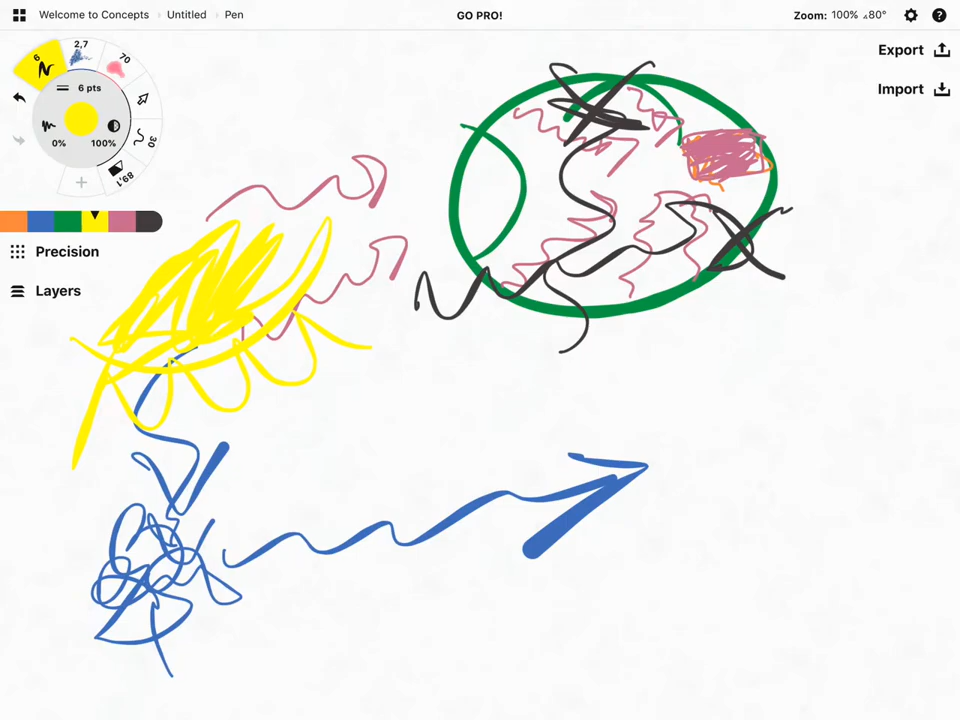 Welcome to Concepts › Untitled › Pen
GO PRO!
Zoom: 100% ⊿80°
Export
Import
6
2,7
70
6 pts
0%
100%
30
89,1
Precision
Layers